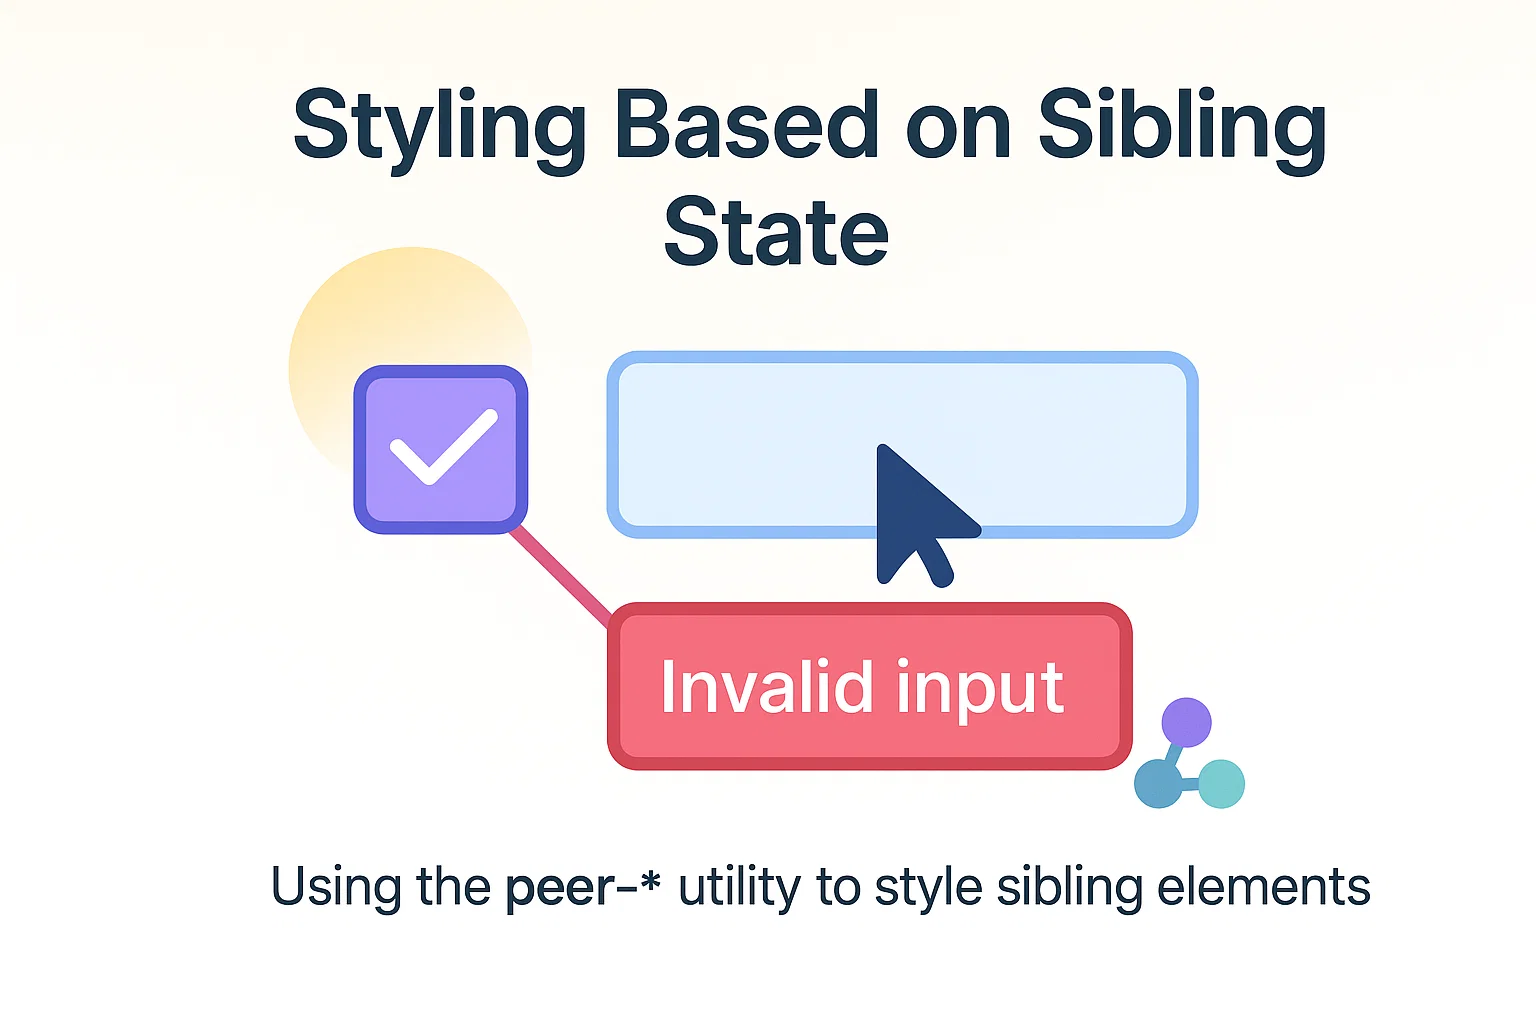 Styling Based on Sibling
State
Invalid input
Using the peer-* utility to style sibling elements